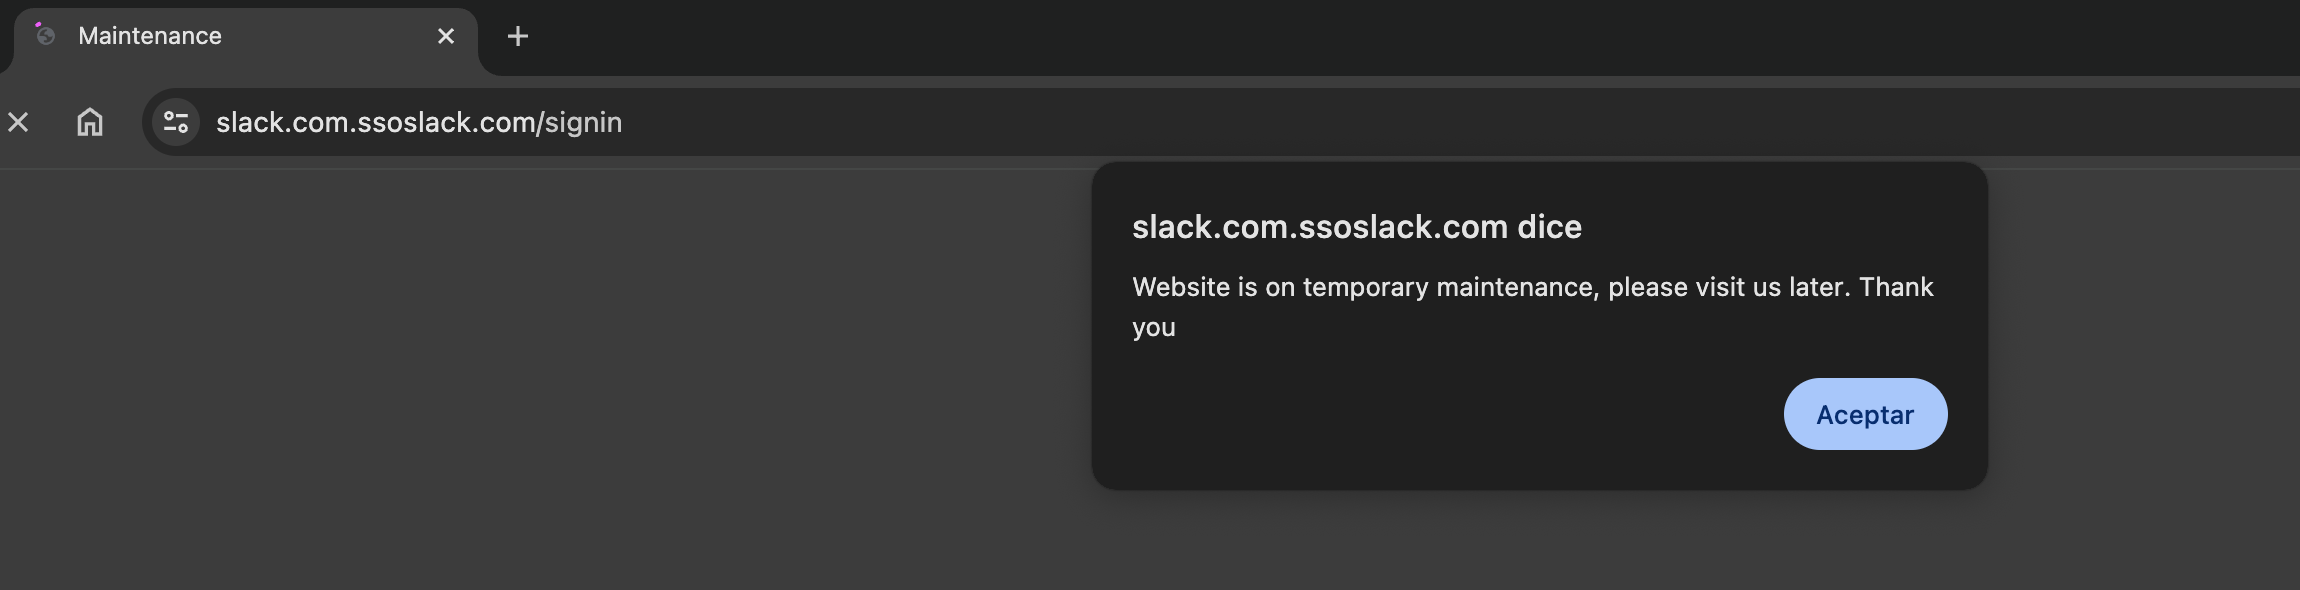 Maintenance
slack.com.ssoslack.com/signin
slack.com.ssoslack.com dice
Website is on temporary maintenance, please visit us later. Thank
you
Aceptar